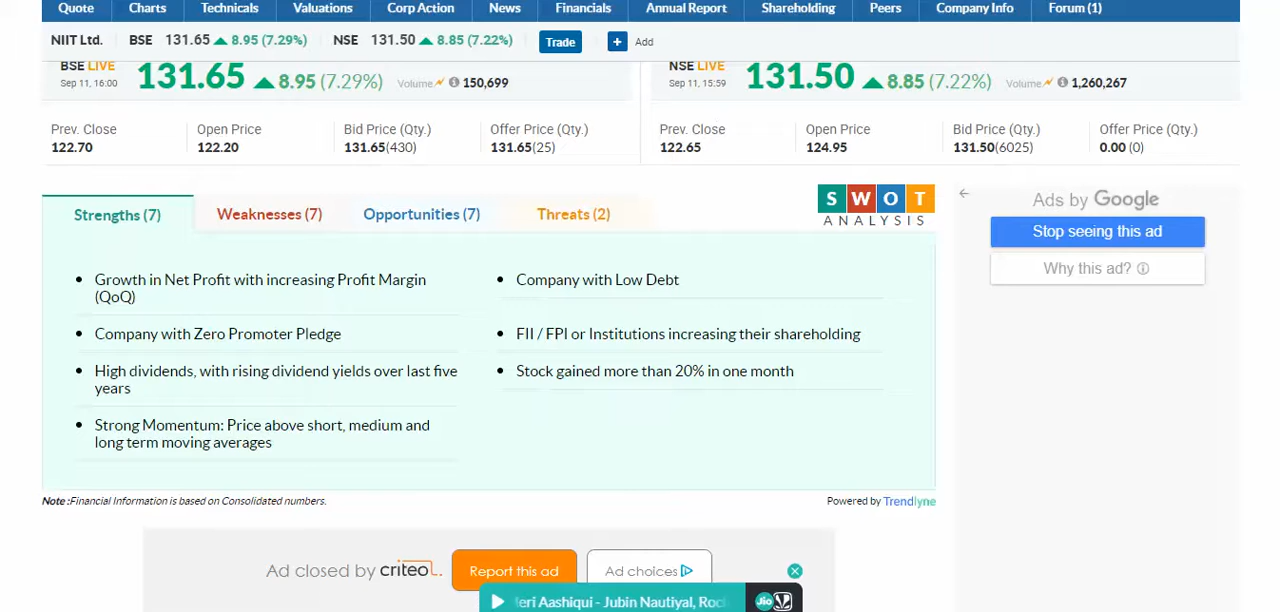 Quote Charts Technicals Valuations Corp Action News Financials Annual Report Shareholding Peers Company Info Forum (1)
NIIT Ltd. BSE 131.65 ▲ 8.95 (7.29%) NSE 131.50 ▲ 8.85 (7.22%) Trade + Add
BSE LIVE
Sep 11, 16:00
131.65 ▲ 8.95 (7.29%) Volume 150,699
NSE LIVE
Sep 11, 15:59
131.50 ▲ 8.85 (7.22%) Volume 1,260,267
Prev. Close Open Price Bid Price (Qty.) Offer Price (Qty.) Prev. Close Open Price Bid Price (Qty.) Offer Price (Qty.)
122.70 122.20 131.65(430) 131.65(25) 122.65 124.95 131.50(6025) 0.00 (0)
Strengths (7) Weaknesses (7) Opportunities (7) Threats (2)
SWOT
ANALYSIS
• Growth in Net Profit with increasing Profit Margin
(QoQ)
• Company with Zero Promoter Pledge
• High dividends, with rising dividend yields over last five
years
• Strong Momentum: Price above short, medium and
long term moving averages
• Company with Low Debt
• FII / FPI or Institutions increasing their shareholding
• Stock gained more than 20% in one month
Note :Financial Information is based on Consolidated numbers.
Powered by Trendlyne
Ads by Google
Stop seeing this ad
Why this ad?
Ad closed by criteo. Report this ad Ad choices
Aashiqui - Jubin Nautiyal, Jio